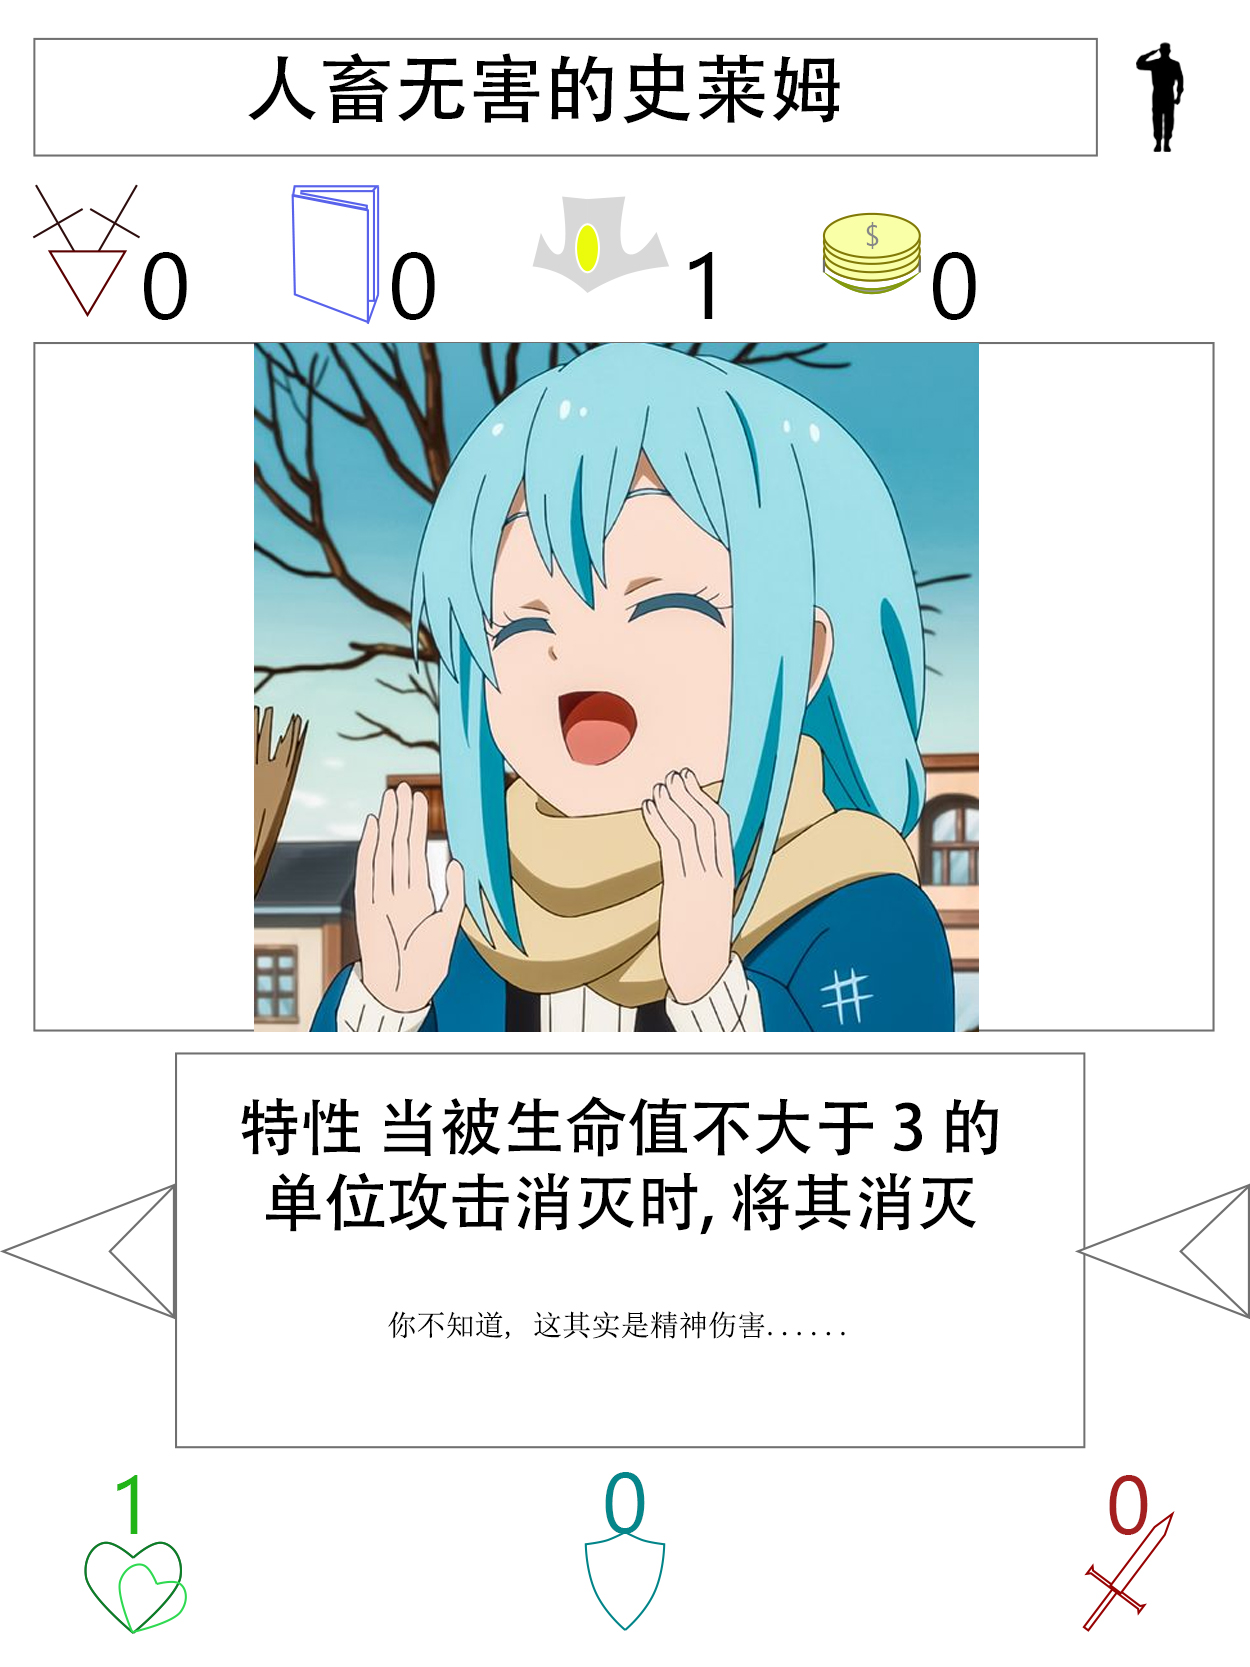 人畜无害的史莱姆
0 0 1 $ 0
特性 当被生命值不大于 3 的
单位攻击消灭时, 将其消灭
你不知道，这其实是精神伤害......
1 0 0